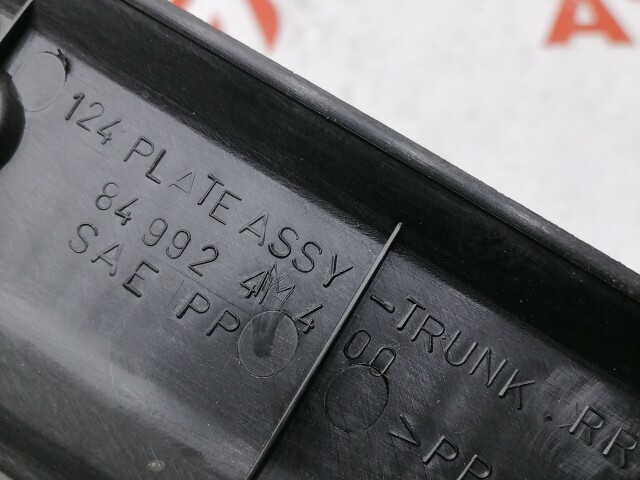 124 PLATE ASSY-TRUNK.RR
84992 4M400
SAE PP >PP